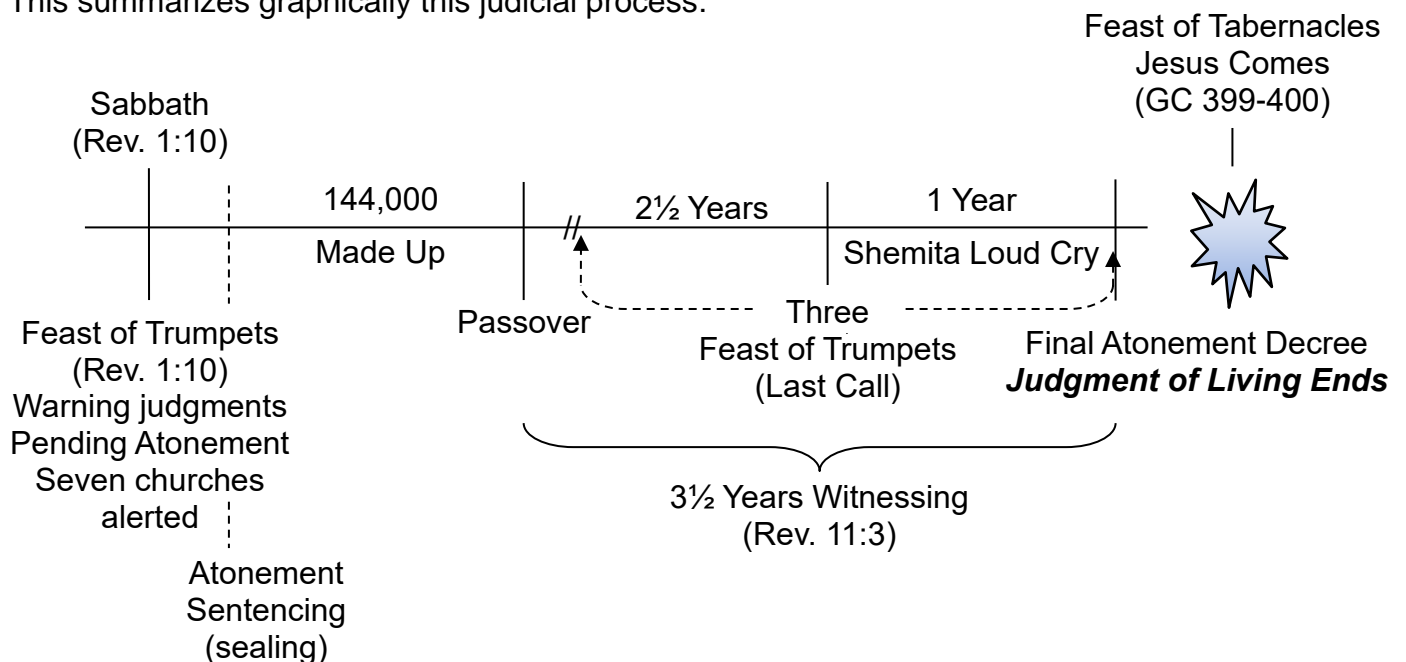 This summarizes graphically this judicial process:
Feast of Tabernacles
Jesus Comes
(GC 399-400)
Sabbath
(Rev. 1:10)
144,000
Made Up
2½ Years
1 Year
Shemita Loud Cry
Passover
Three
Feast of Trumpets
(Last Call)
Final Atonement Decree
Judgment of Living Ends
Feast of Trumpets
(Rev. 1:10)
Warning judgments
Pending Atonement
Seven churches
alerted
3½ Years Witnessing
(Rev. 11:3)
Atonement
Sentencing
(sealing)